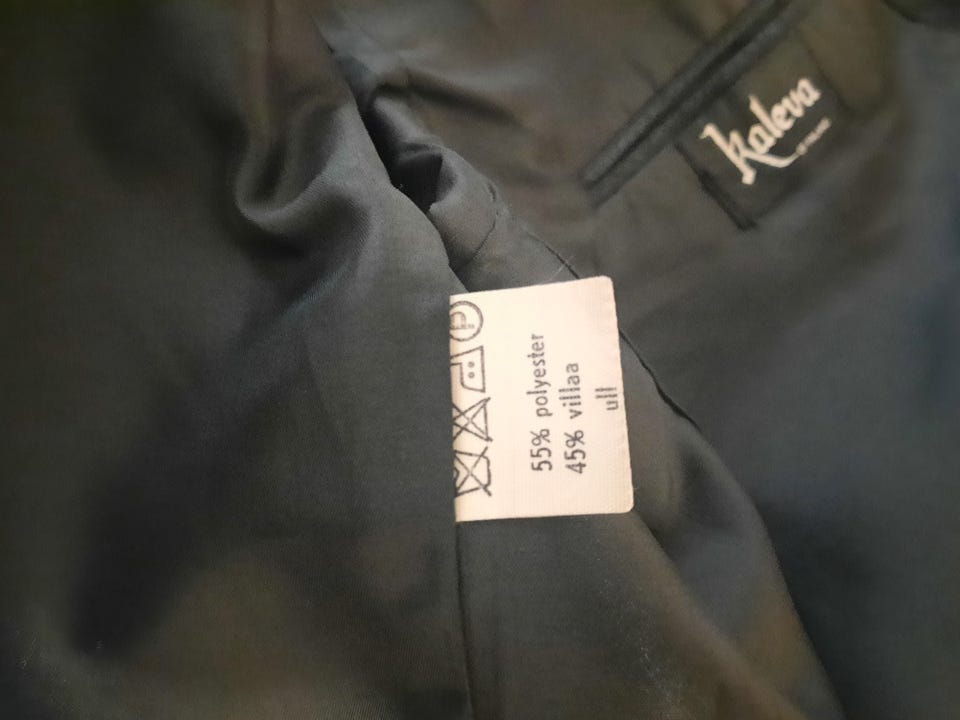 Kaleva
55% polyester
45% villaa
ull
P